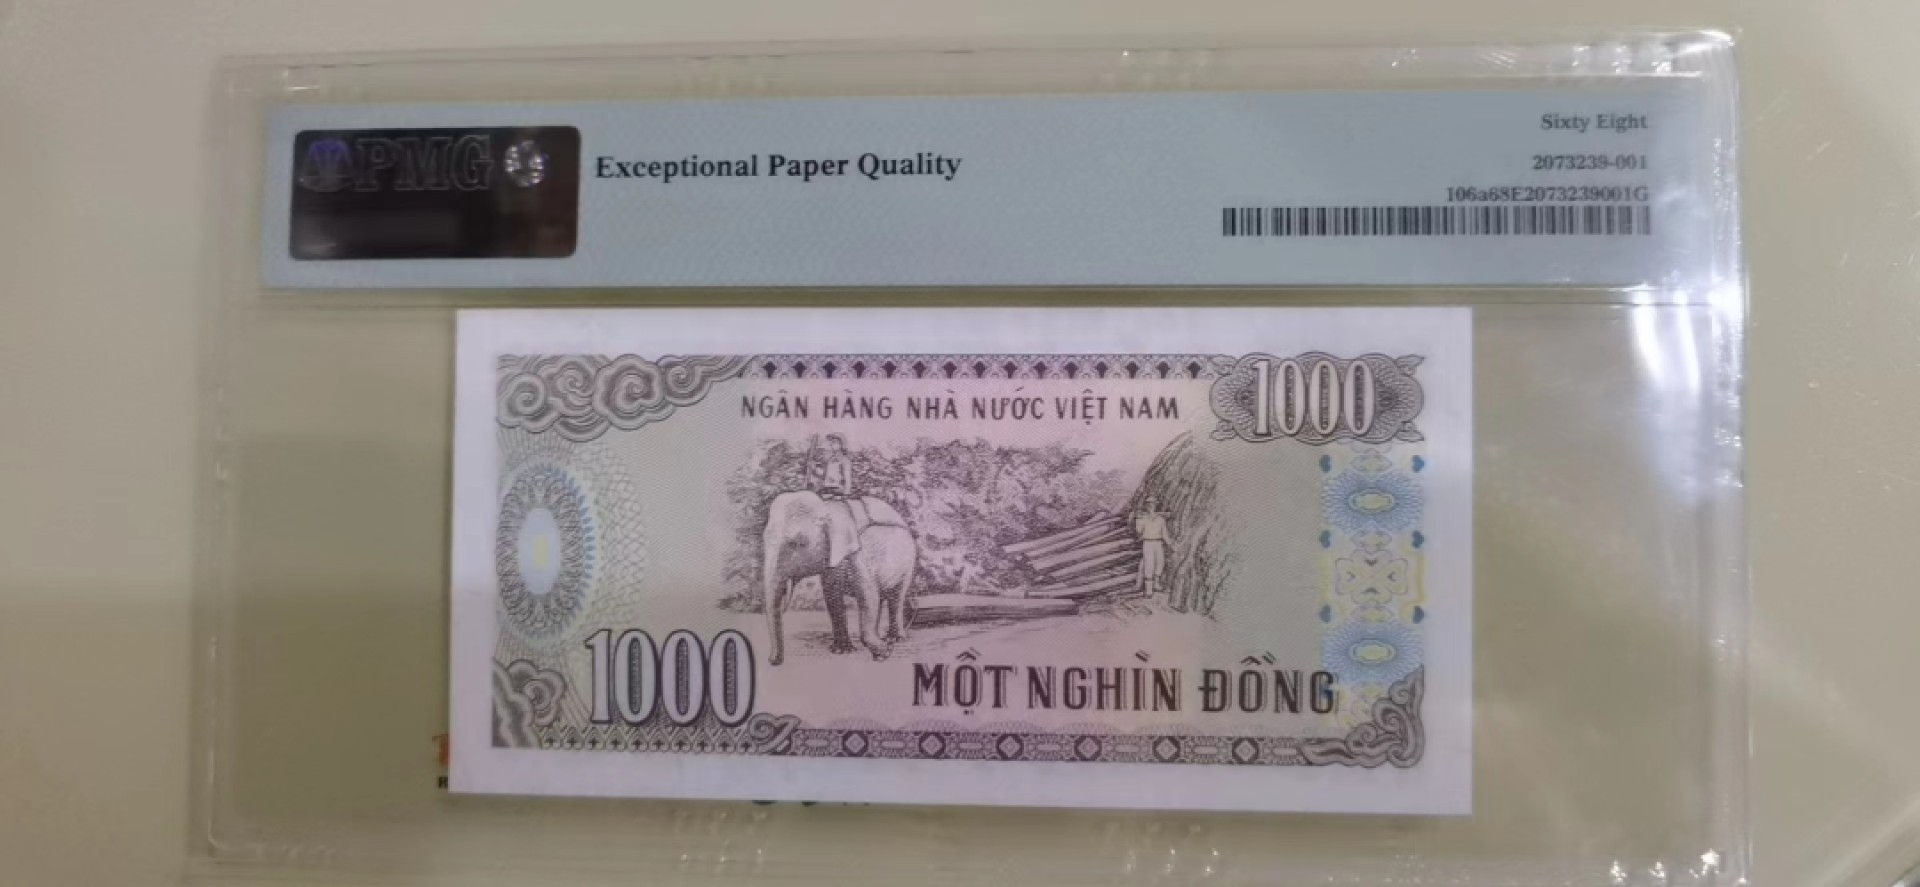 Sixty Eight
PMG
Exceptional Paper Quality
2073239-001
106a68E2073239001G
NGÂN HÀNG NHÀ NƯỚC VIỆT NAM
1000
1000
MỘT NGHÌN ĐỒNG